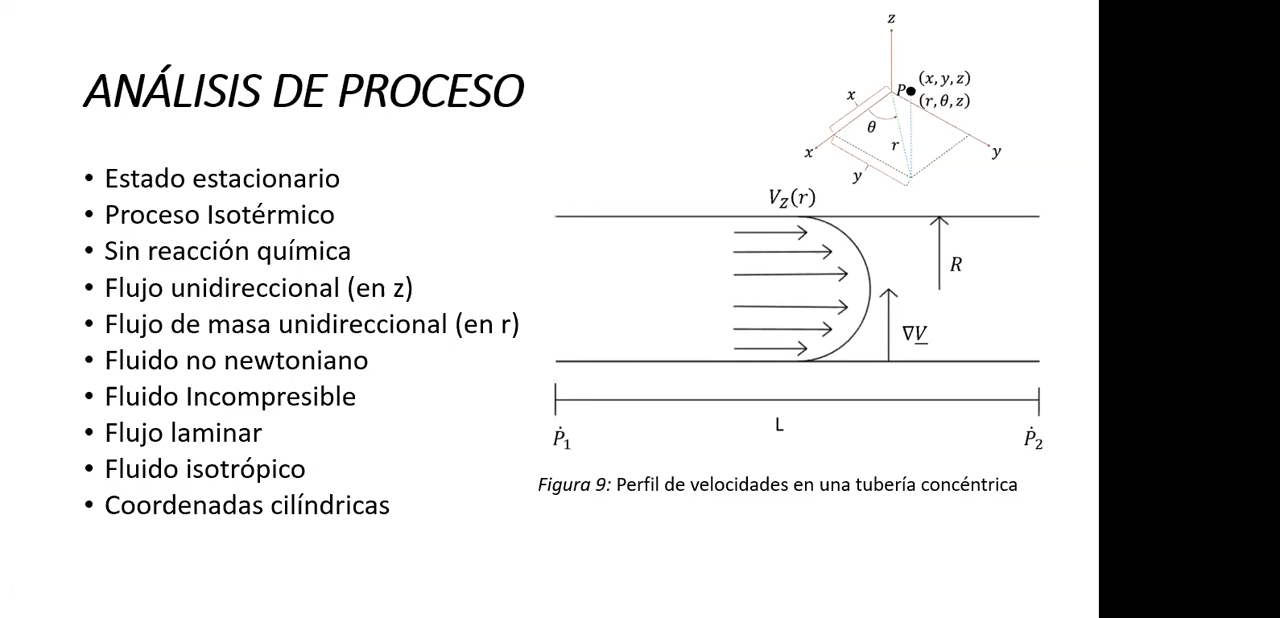 ANÁLISIS DE PROCESO
• Estado estacionario
• Proceso Isotérmico
• Sin reacción química
• Flujo unidireccional (en z)
• Flujo de masa unidireccional (en r)
• Fluido no newtoniano
• Fluido Incompresible
• Flujo laminar
• Fluido isotrópico
• Coordenadas cilíndricas
z
x
P
(x, y, z)
(r, θ, z)
θ
r
x
y
y
V_Z(r)
R
∇V̲
L
Ṗ₁
Ṗ₂
Figura 9: Perfil de velocidades en una tubería concéntrica